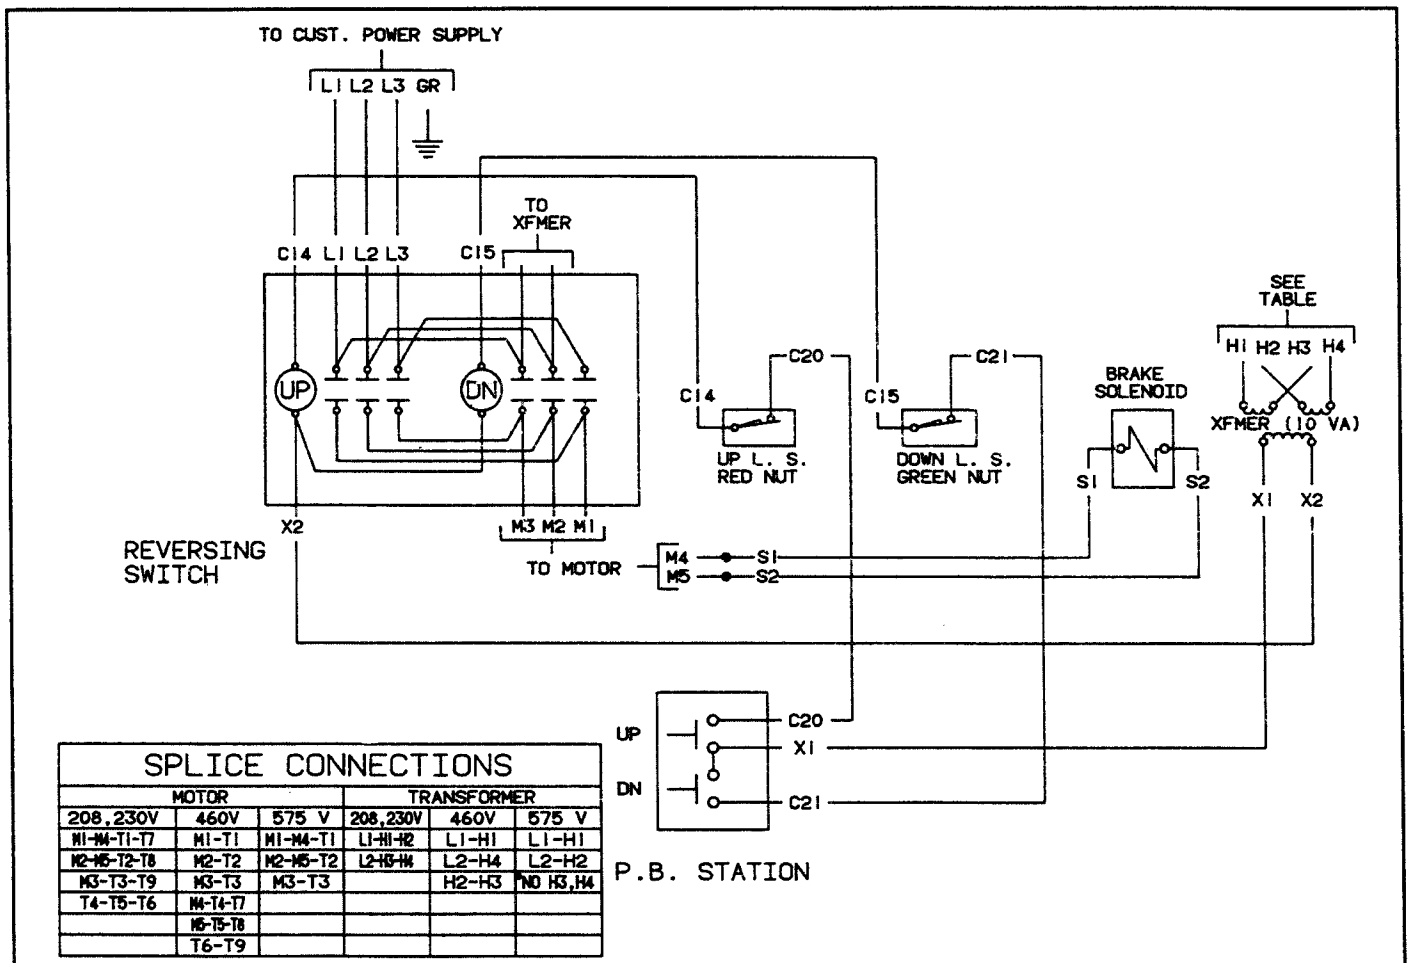 TO CUST. POWER SUPPLY
L1 L2 L3 GR
TO
XFMER
C14 L1 L2 L3 C15
UP
DN
X2
M3 M2 M1
TO MOTOR
REVERSING
SWITCH
M4 S1
M5 S2
C14
C20
UP L. S.
RED NUT
C15
C21
DOWN L. S.
GREEN NUT
BRAKE
SOLENOID
S1
S2
SEE
TABLE
H1 H2 H3 H4
XFMER (10 VA)
X1 X2
UP
DN
C20
X1
C21
P.B. STATION
SPLICE CONNECTIONS
MOTOR TRANSFORMER
208,230V 460V 575 V 208,230V 460V 575 V
M1-M4-T1-T7 M1-T1 M1-M4-T1 L1-H1-H2 L1-H1 L1-H1
M2-M5-T2-T8 M2-T2 M2-M5-T2 L2-H3-H4 L2-H4 L2-H2
M3-T3-T9 M3-T3 M3-T3 H2-H3 *NO H3,H4
T4-T5-T6 M4-T4-T7
M5-T5-T8
T6-T9